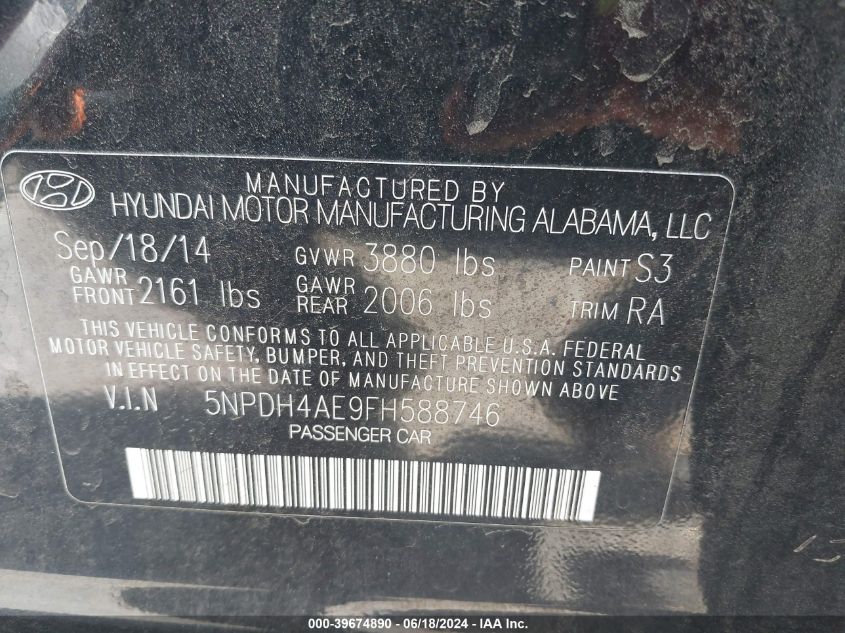 MANUFACTURED BY
HYUNDAI MOTOR MANUFACTURING ALABAMA, LLC
Sep/18/14 GVWR 3880 lbs PAINT S3
GAWR FRONT 2161 lbs GAWR REAR 2006 lbs TRIM RA
THIS VEHICLE CONFORMS TO ALL APPLICABLE U.S.A. FEDERAL
MOTOR VEHICLE SAFETY, BUMPER, AND THEFT PREVENTION STANDARDS
IN EFFECT ON THE DATE OF MANUFACTURE SHOWN ABOVE
V.I.N 5NPDH4AE9FH588746
PASSENGER CAR
000-39674890 - 06/18/2024 - IAA Inc.